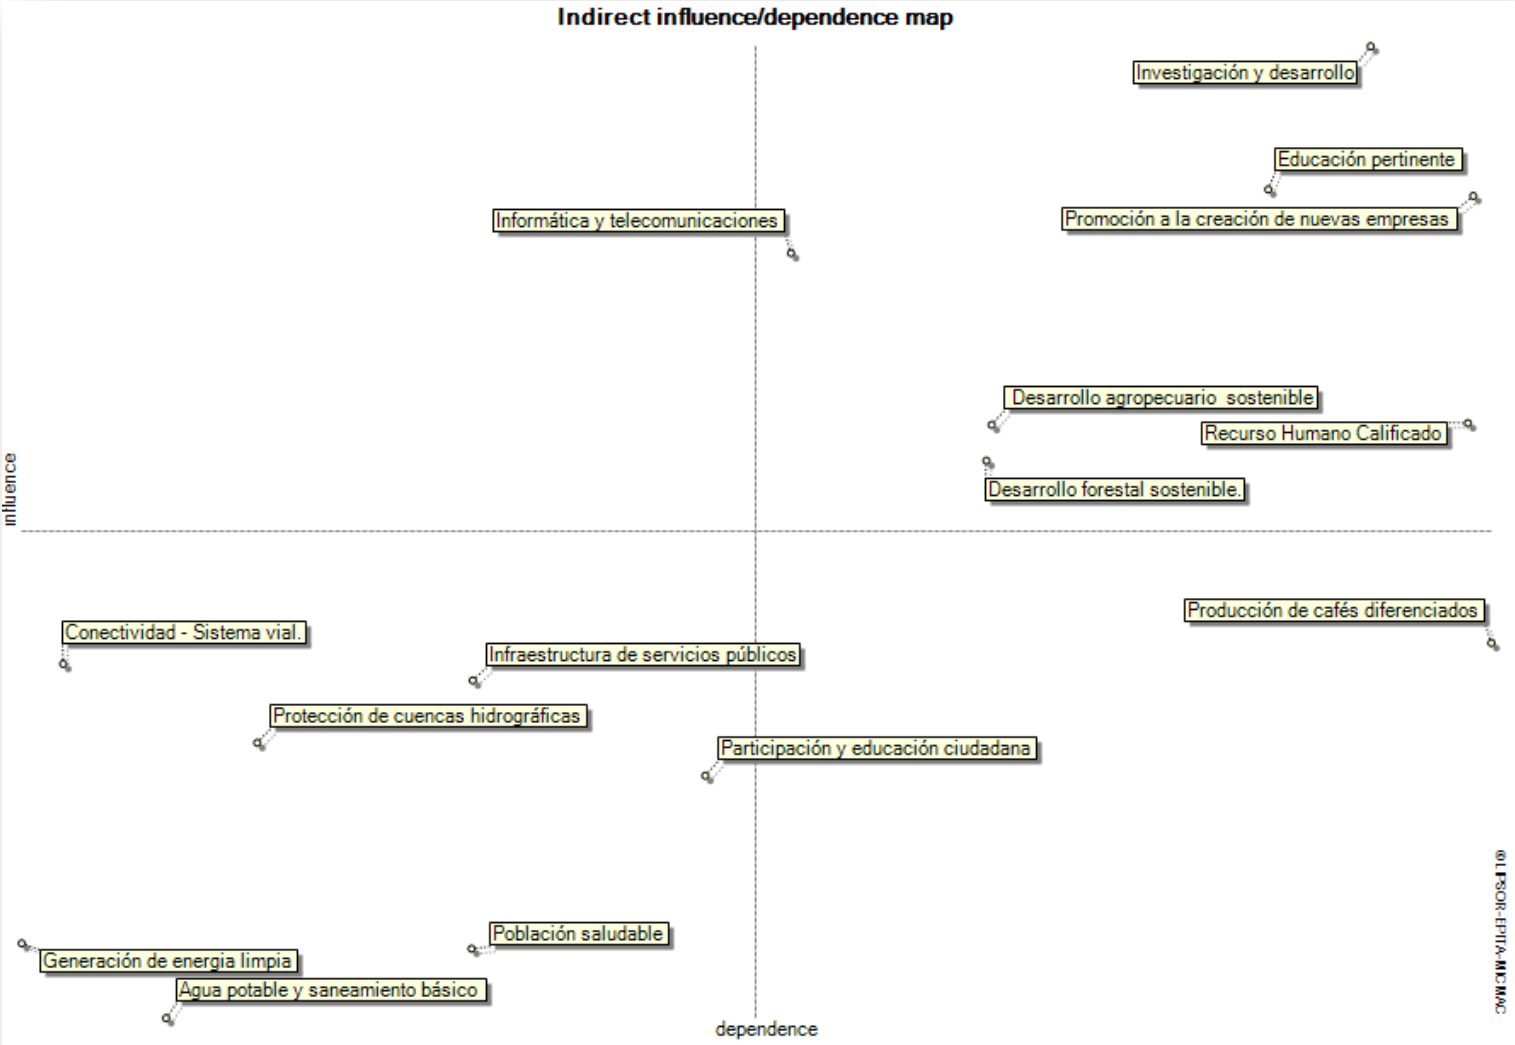 Indirect influence/dependence map
Investigación y desarrollo
Educación pertinente
Informática y telecomunicaciones
Promoción a la creación de nuevas empresas
Desarrollo agropecuario sostenible
Recurso Humano Calificado
influence
Desarrollo forestal sostenible.
Producción de cafés diferenciados
Conectividad - Sistema vial.
Infraestructura de servicios públicos
Protección de cuencas hidrográficas
Participación y educación ciudadana
Población saludable
Generación de energia limpia
Agua potable y saneamiento básico
dependence
© LIPSOR-EPITA-MICMAC